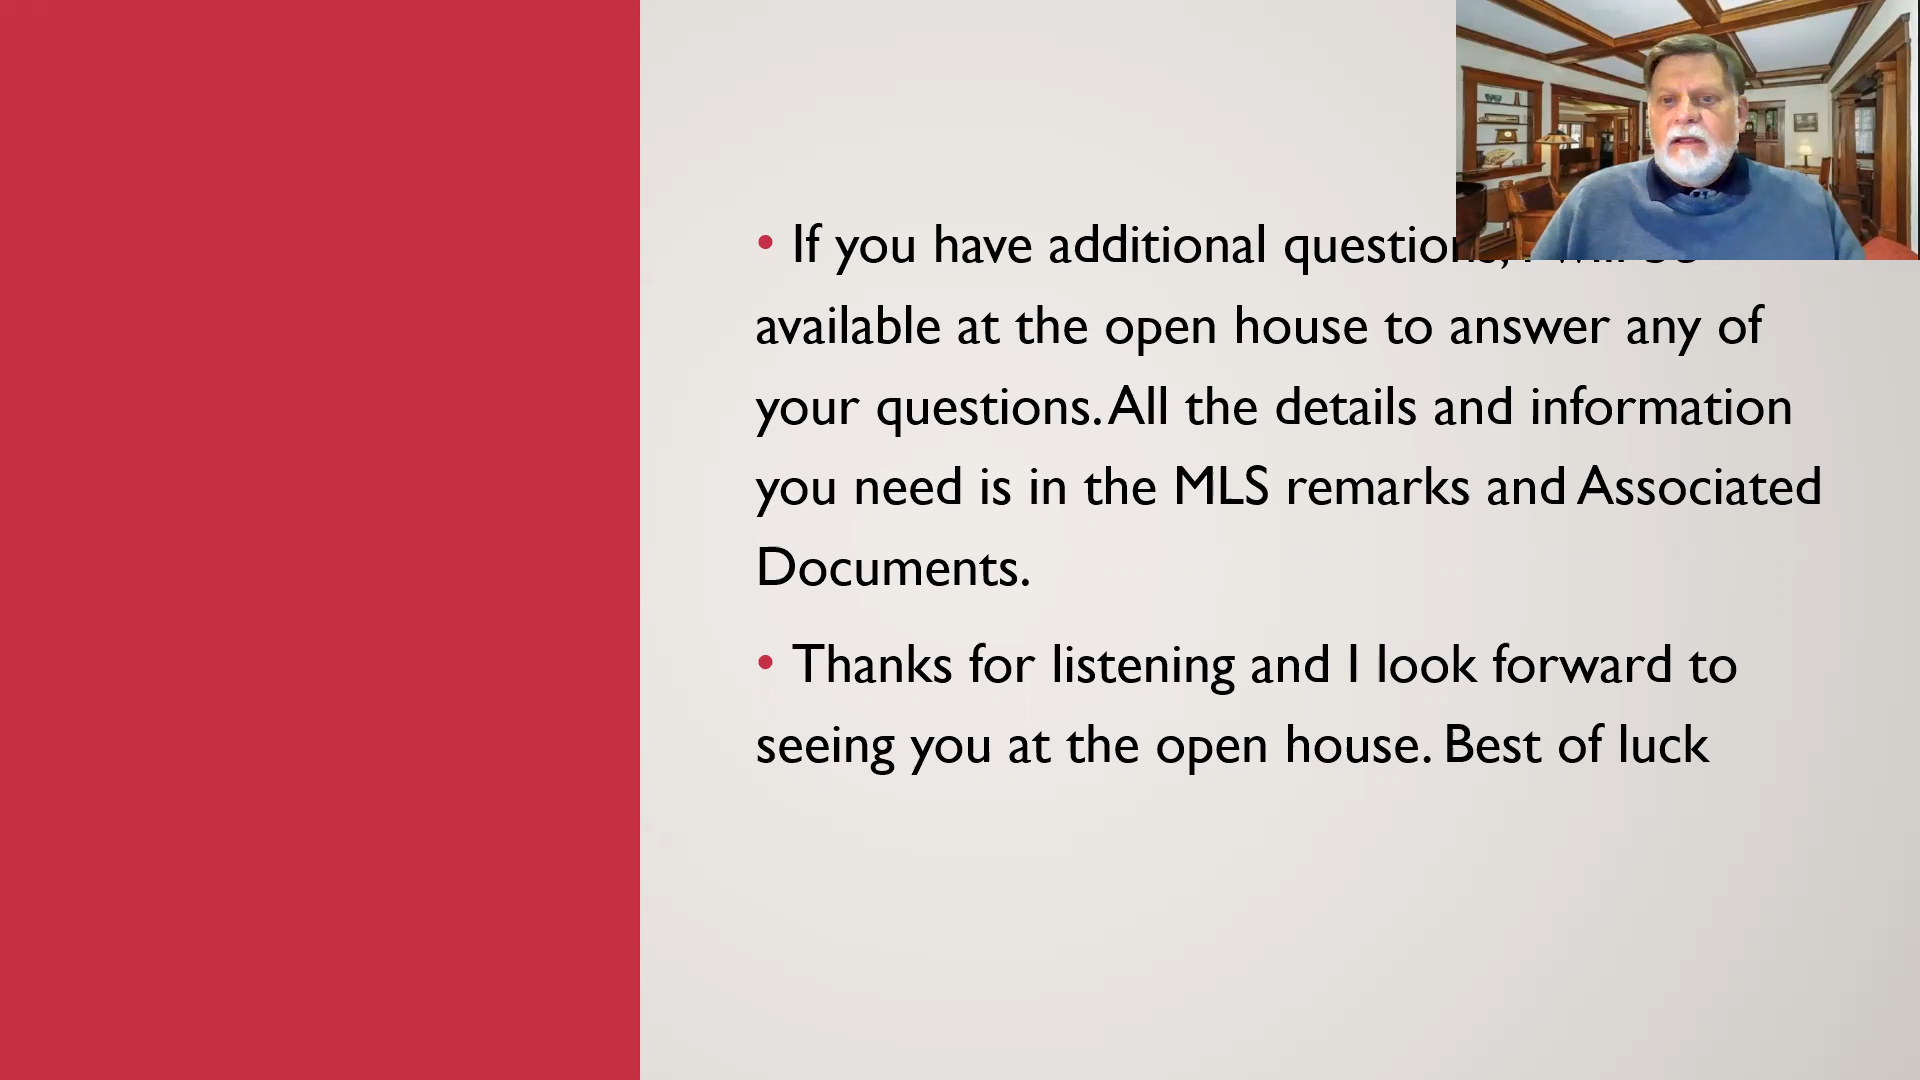 • If you have additional questions,
available at the open house to answer any of
your questions. All the details and information
you need is in the MLS remarks and Associated
Documents.
• Thanks for listening and I look forward to
seeing you at the open house. Best of luck